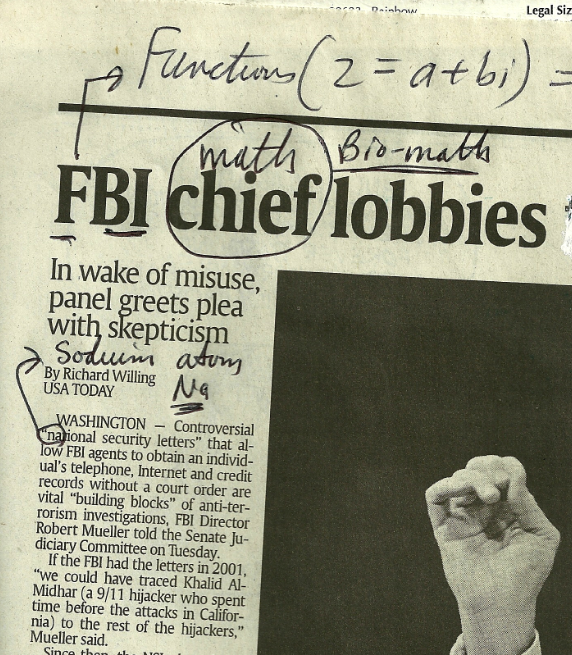 Rainbow
Legal Siz
Functions (z = a+bi) =
math Bio-math
FBI chief lobbies
In wake of misuse,
panel greets plea
with skepticism
Sodium atom
By Richard Willing
USA TODAY
Na
WASHINGTON — Controversial
"national security letters" that al-
low FBI agents to obtain an individ-
ual's telephone, Internet and credit
records without a court order are
vital "building blocks" of anti-ter-
rorism investigations, FBI Director
Robert Mueller told the Senate Ju-
diciary Committee on Tuesday.
If the FBI had the letters in 2001,
"we could have traced Khalid Al-
Midhar (a 9/11 hijacker who spent
time before the attacks in Califor-
nia) to the rest of the hijackers,"
Mueller said.
Since then, the